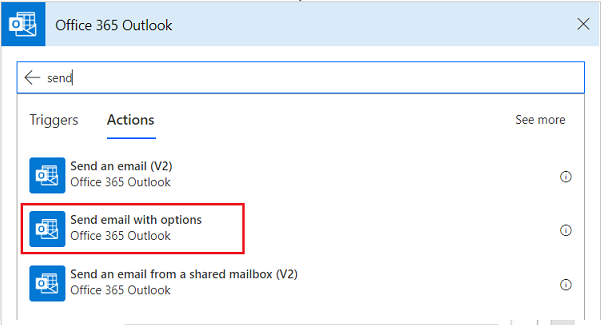 Office 365 Outlook
send
Triggers Actions See more
Send an email (V2)
Office 365 Outlook
Send email with options
Office 365 Outlook
Send an email from a shared mailbox (V2)
Office 365 Outlook